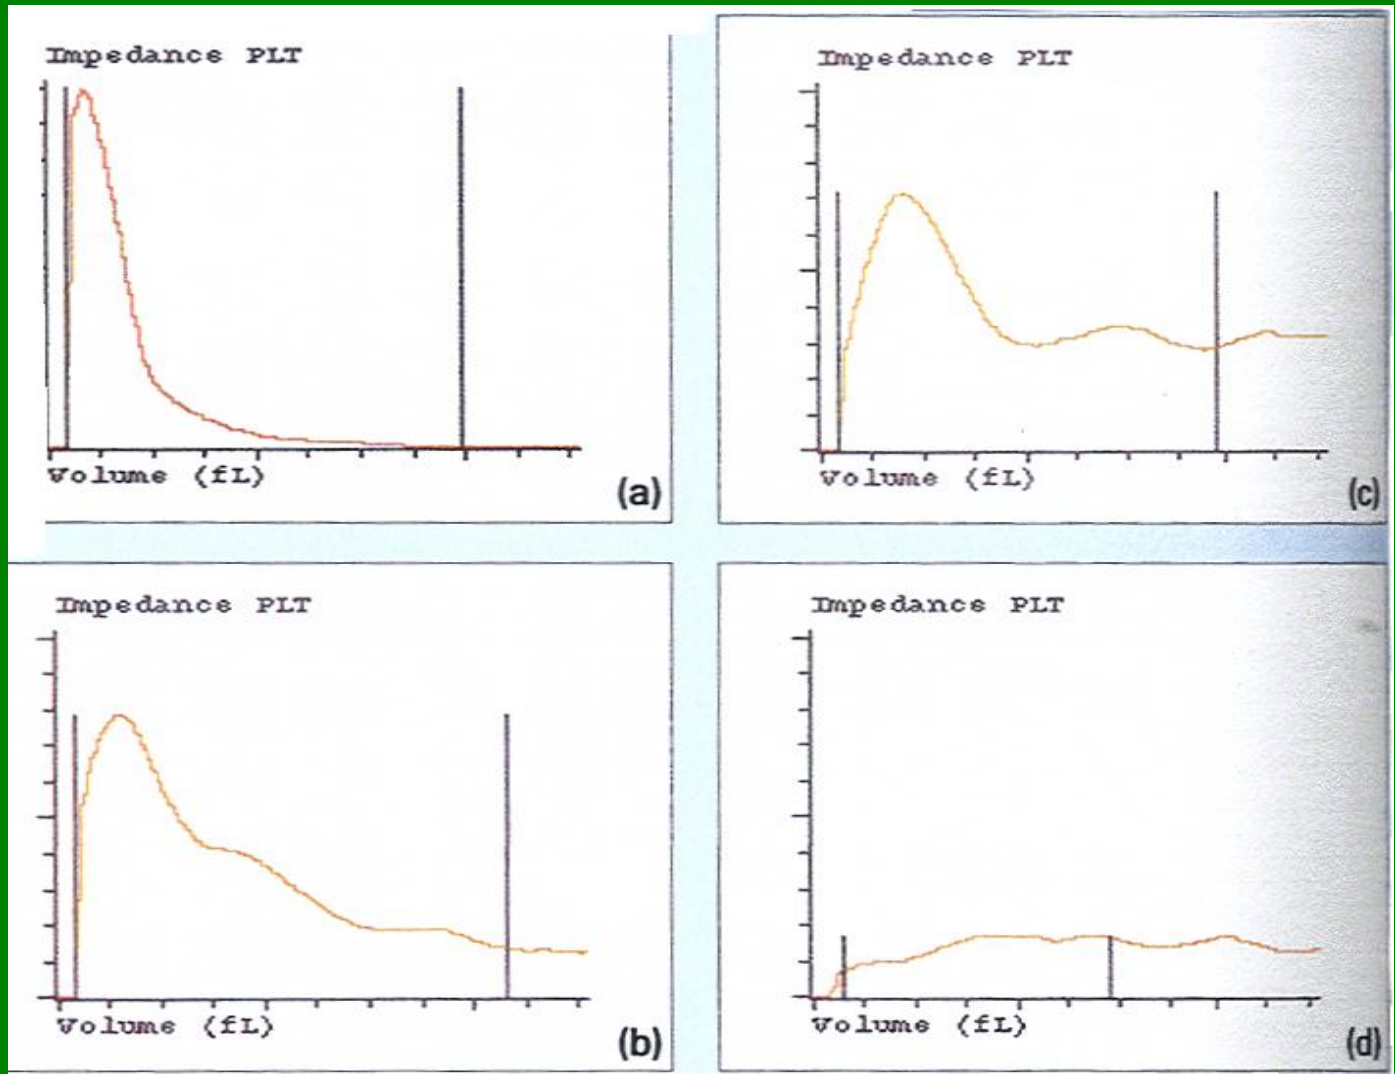 Impedance PLT
Volume (fL)
(a)
Impedance PLT
Volume (fL)
(c)
Impedance PLT
Volume (fL)
(b)
Impedance PLT
Volume (fL)
(d)